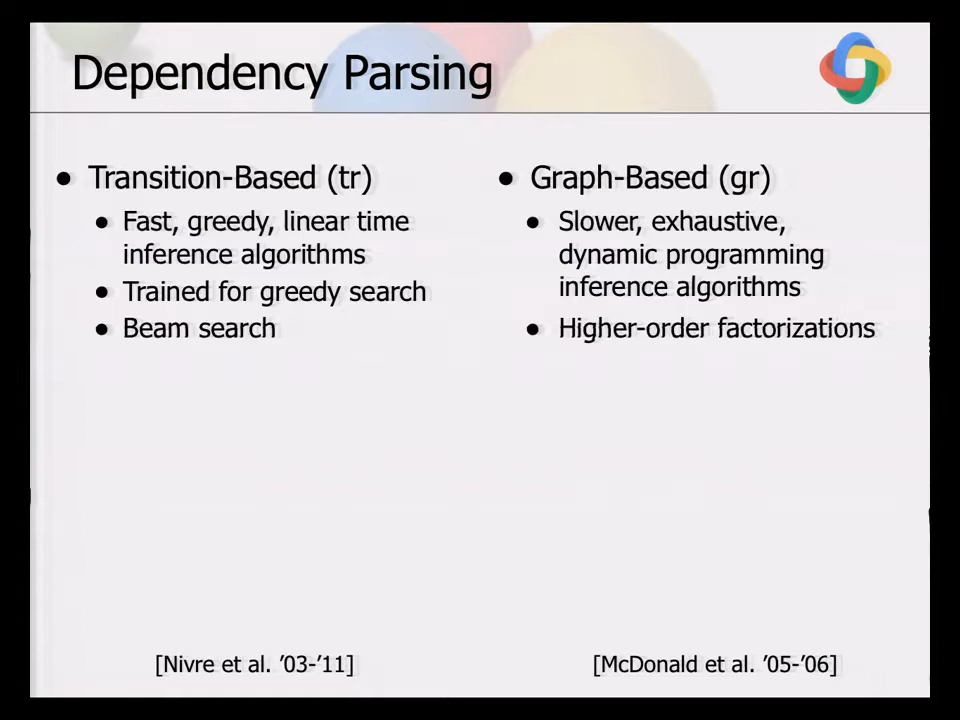 Dependency Parsing
• Transition-Based (tr)
• Fast, greedy, linear time
inference algorithms
• Trained for greedy search
• Beam search
[Nivre et al. ’03-’11]
• Graph-Based (gr)
• Slower, exhaustive,
dynamic programming
inference algorithms
• Higher-order factorizations
[McDonald et al. ’05-’06]